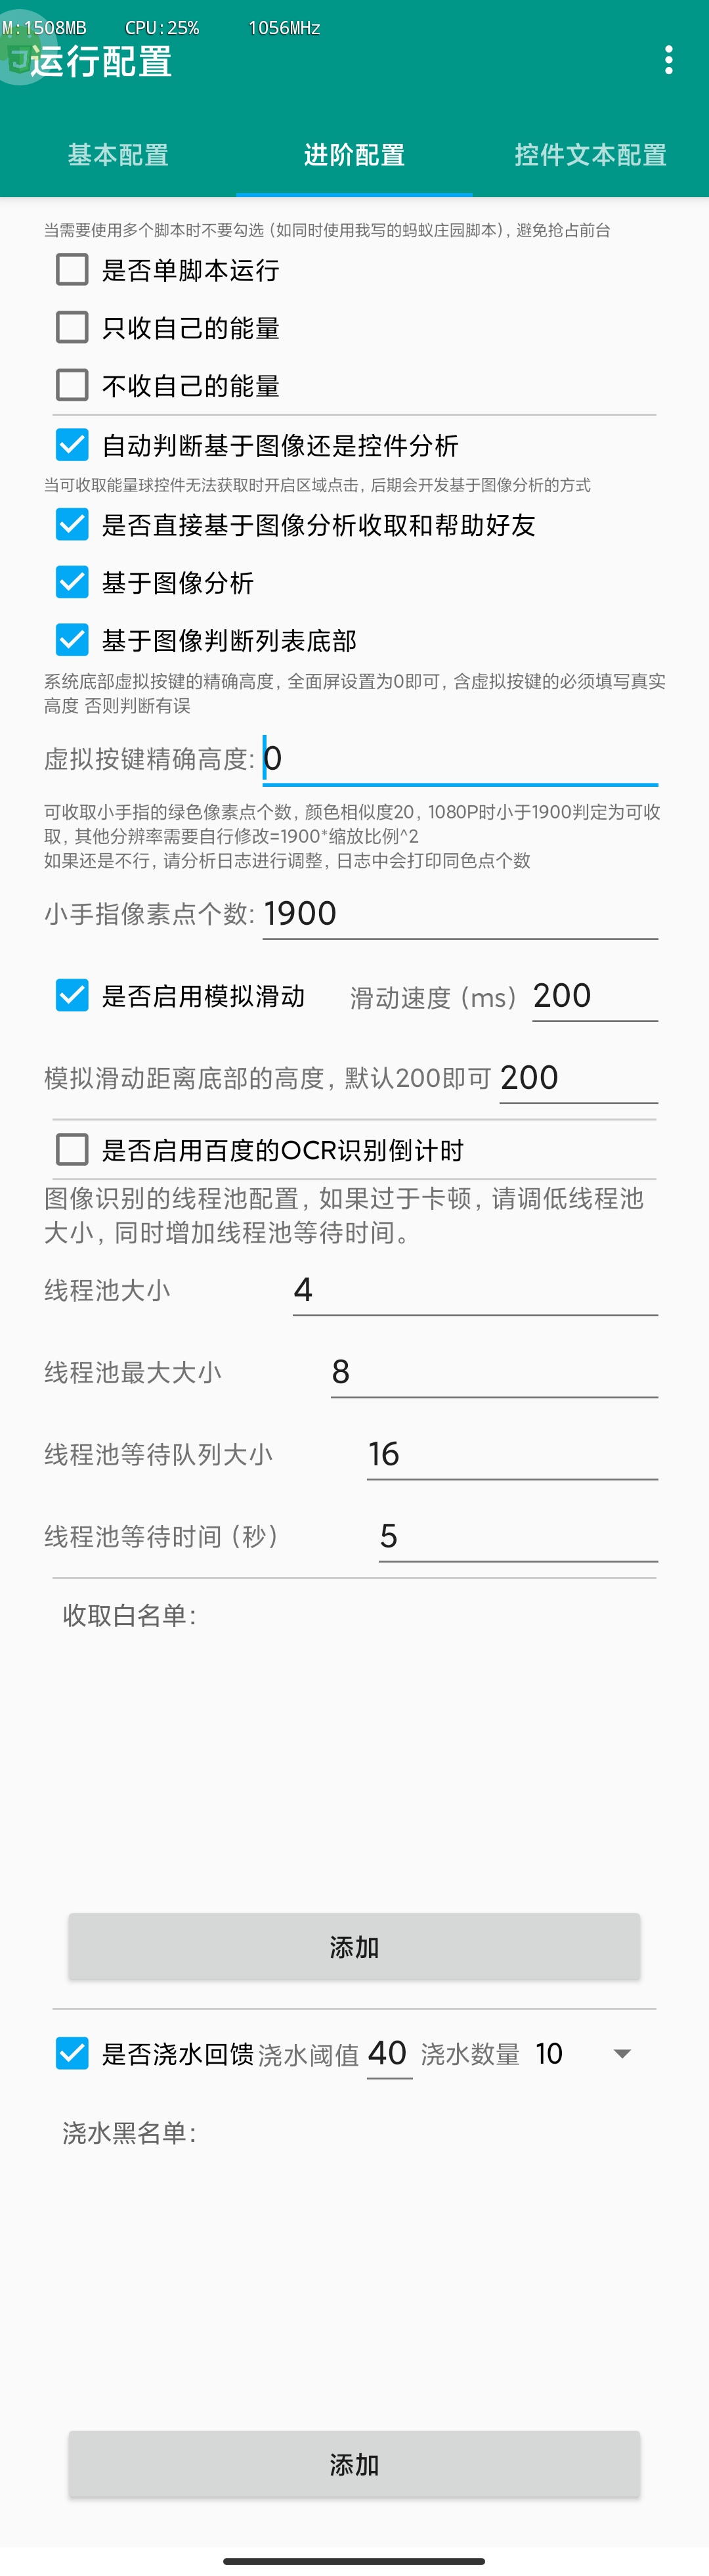 M:1508MB CPU:25% 1056MHz
运行配置
基本配置 进阶配置 控件文本配置
当需要使用多个脚本时不要勾选（如同时使用我写的蚂蚁庄园脚本），避免抢占前台
是否单脚本运行
只收自己的能量
不收自己的能量
自动判断基于图像还是控件分析
当可收取能量球控件无法获取时开启区域点击，后期会开发基于图像分析的方式
是否直接基于图像分析收取和帮助好友
基于图像分析
基于图像判断列表底部
系统底部虚拟按键的精确高度，全面屏设置为0即可，含虚拟按键的必须填写真实
高度 否则判断有误
虚拟按键精确高度: 0
可收取小手指的绿色像素点个数，颜色相似度20，1080P时小于1900判定为可收
取，其他分辨率需要自行修改=1900*缩放比例^2
如果还是不行，请分析日志进行调整，日志中会打印同色点个数
小手指像素点个数: 1900
是否启用模拟滑动 滑动速度（ms） 200
模拟滑动距离底部的高度，默认200即可 200
是否启用百度的OCR识别倒计时
图像识别的线程池配置，如果过于卡顿，请调低线程池
大小，同时增加线程池等待时间。
线程池大小 4
线程池最大大小 8
线程池等待队列大小 16
线程池等待时间（秒） 5
收取白名单：
添加
是否浇水回馈 浇水阈值 40 浇水数量 10
浇水黑名单：
添加